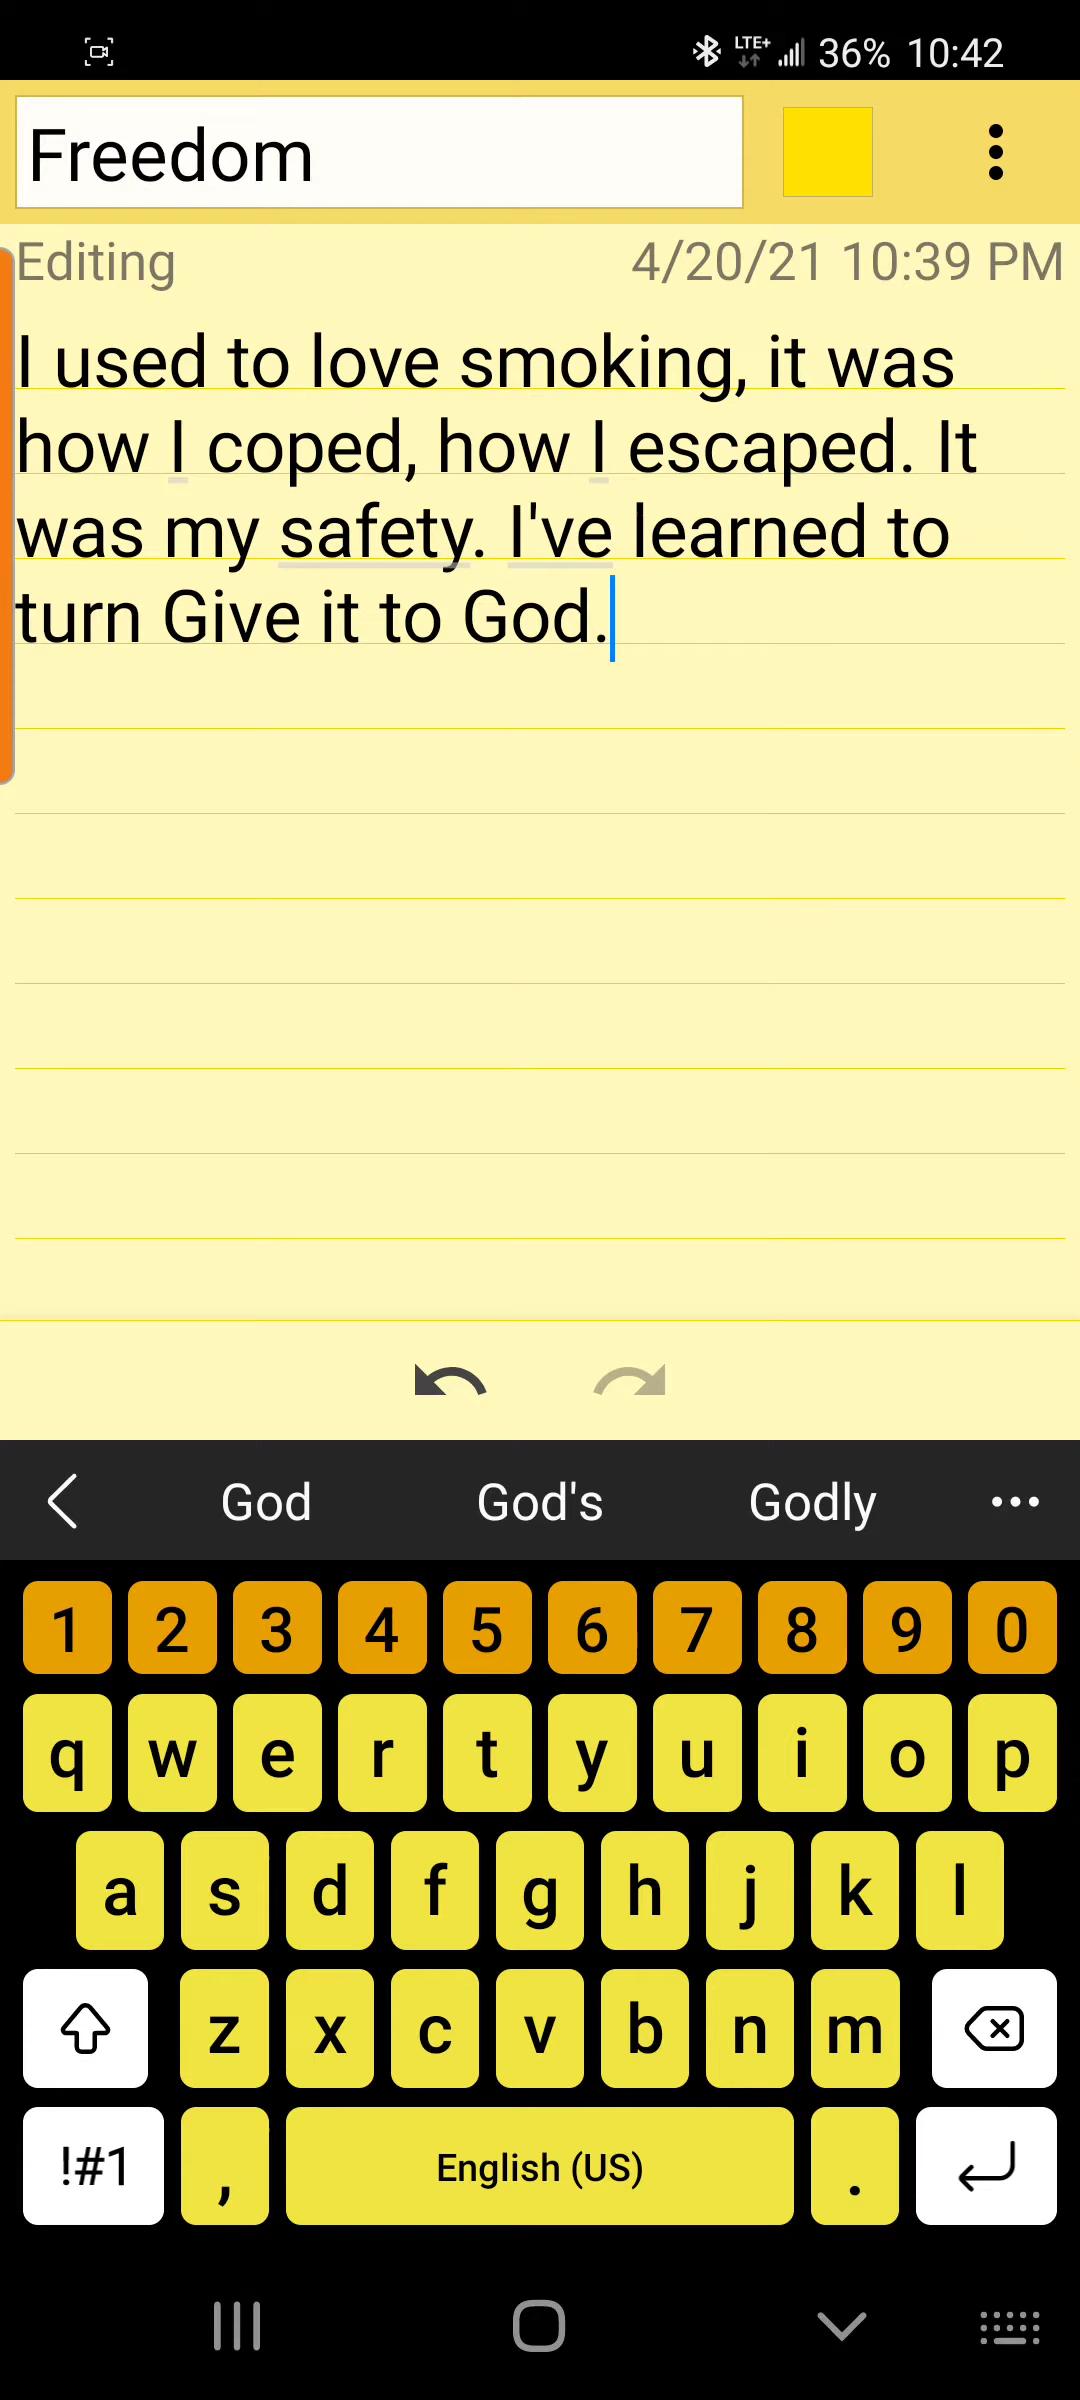 LTE+ 36% 10:42
Freedom
Editing 4/20/21 10:39 PM
I used to love smoking, it was
how I coped, how I escaped. It
was my safety. I've learned to
turn Give it to God.
God God's Godly
1 2 3 4 5 6 7 8 9 0
q w e r t y u i o p
a s d f g h j k l
z x c v b n m
!#1 , English (US) .